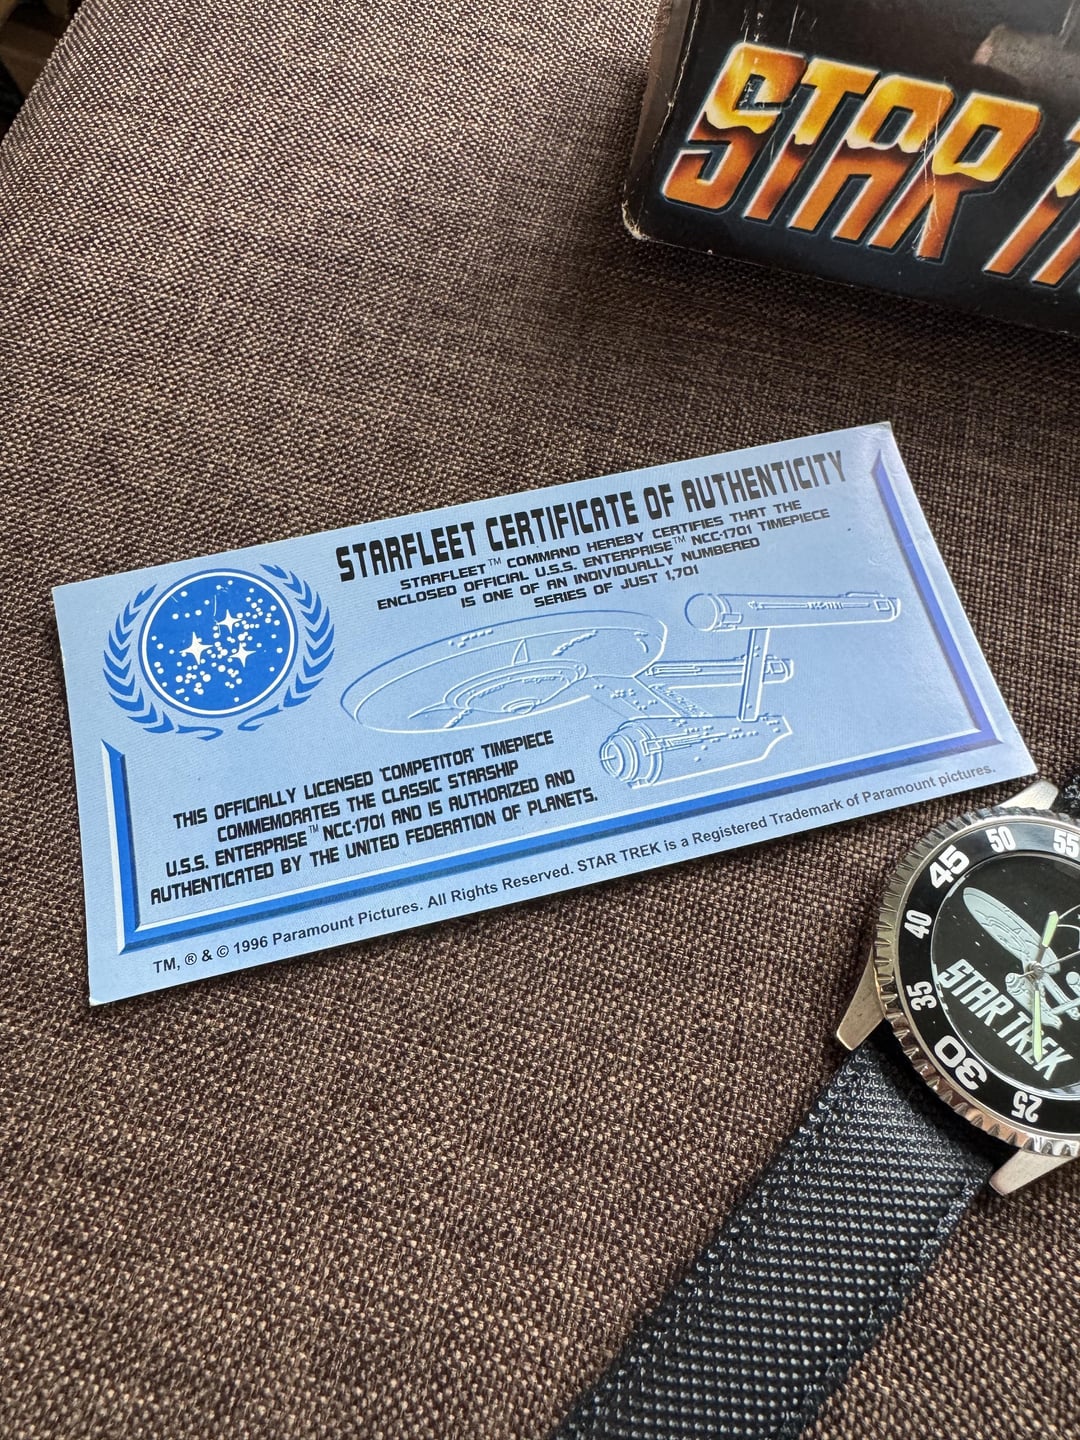 STAR
STARFLEET CERTIFICATE OF AUTHENTICITY
STARFLEET™ COMMAND HEREBY CERTIFIES THAT THE
ENCLOSED OFFICIAL U.S.S. ENTERPRISE™ NCC-1701 TIMEPIECE
IS ONE OF AN INDIVIDUALLY NUMBERED
SERIES OF JUST 1,701
THIS OFFICIALLY LICENSED 'COMPETITOR' TIMEPIECE
COMMEMORATES THE CLASSIC STARSHIP
U.S.S. ENTERPRISE™ NCC-1701 AND IS AUTHORIZED AND
AUTHENTICATED BY THE UNITED FEDERATION OF PLANETS.
TM, ® & © 1996 Paramount Pictures. All Rights Reserved. STAR TREK is a Registered Trademark of Paramount pictures.
55
50
45
40
35
30
25
STAR TREK